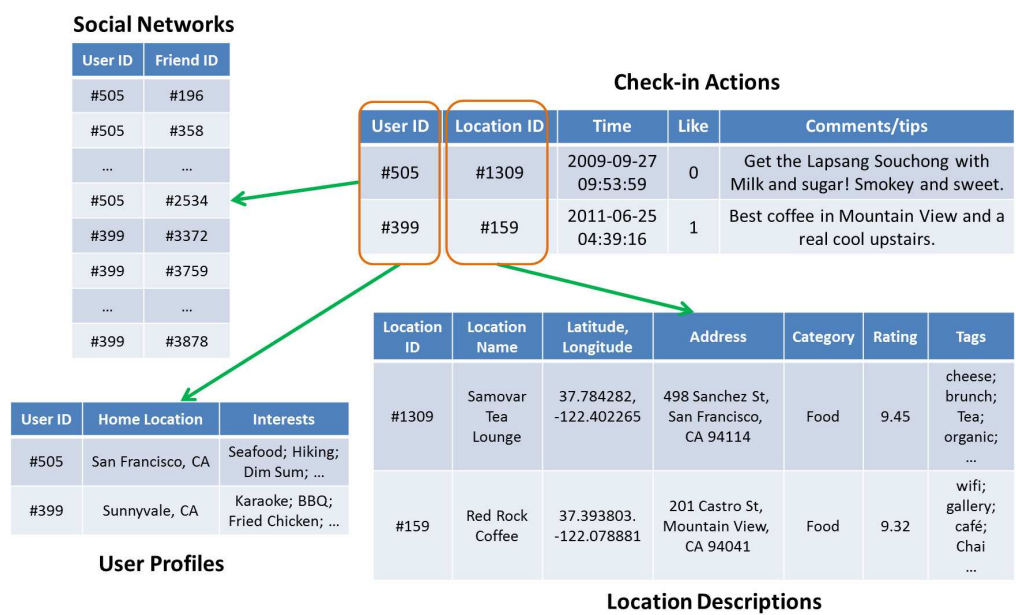 Social Networks
User ID Friend ID
#505 #196
#505 #358
... ...
#505 #2534
#399 #3372
#399 #3759
... ...
#399 #3878
Check-in Actions
User ID Location ID Time Like Comments/tips
#505 #1309 2009-09-27 09:53:59 0 Get the Lapsang Souchong with
Milk and sugar! Smokey and sweet.
#399 #159 2011-06-25 04:39:16 1 Best coffee in Mountain View and a
real cool upstairs.
User ID Home Location Interests
#505 San Francisco, CA Seafood; Hiking;
Dim Sum; ...
#399 Sunnyvale, CA Karaoke; BBQ;
Fried Chicken; ...
User Profiles
Location ID Location Name Latitude, Longitude Address Category Rating Tags
#1309 Samovar Tea Lounge 37.784282, -122.402265 498 Sanchez St, San Francisco, CA 94114 Food 9.45 cheese; brunch; Tea; organic; ...
#159 Red Rock Coffee 37.393803. -122.078881 201 Castro St, Mountain View, CA 94041 Food 9.32 wifi; gallery; café; Chai ...
Location Descriptions